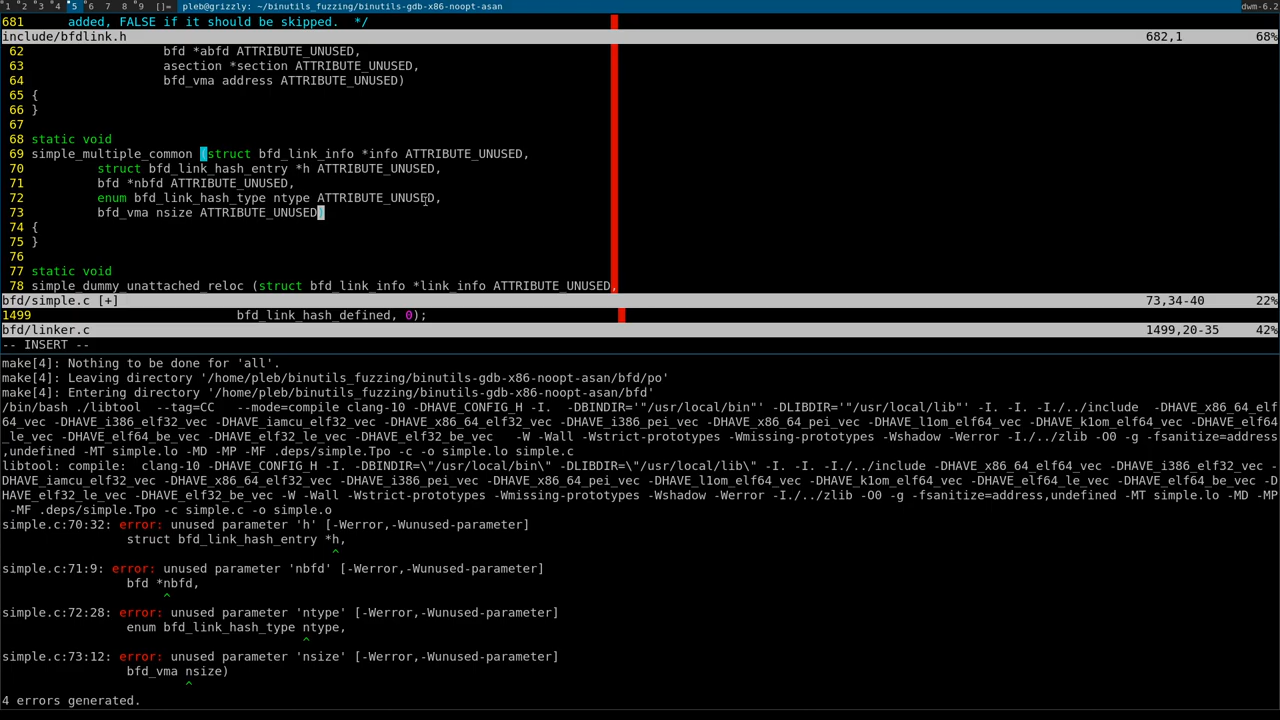 1 2 3 4 5 6 7 8 9 []= pleb@grizzly: ~/binutils_fuzzing/binutils-gdb-x86-noopt-asan dwm-6.2
681 added, FALSE if it should be skipped. */
include/bfdlink.h 682,1 68%
62 bfd *abfd ATTRIBUTE_UNUSED,
63 asection *section ATTRIBUTE_UNUSED,
64 bfd_vma address ATTRIBUTE_UNUSED)
65 {
66 }
67
68 static void
69 simple_multiple_common (struct bfd_link_info *info ATTRIBUTE_UNUSED,
70 struct bfd_link_hash_entry *h ATTRIBUTE_UNUSED,
71 bfd *nbfd ATTRIBUTE_UNUSED,
72 enum bfd_link_hash_type ntype ATTRIBUTE_UNUSED,
73 bfd_vma nsize ATTRIBUTE_UNUSED)
74 {
75 }
76
77 static void
78 simple_dummy_unattached_reloc (struct bfd_link_info *link_info ATTRIBUTE_UNUSED,
bfd/simple.c [+] 73,34-40 22%
1499 bfd_link_hash_defined, 0);
bfd/linker.c 1499,20-35 42%
-- INSERT --
make[4]: Nothing to be done for 'all'.
make[4]: Leaving directory '/home/pleb/binutils_fuzzing/binutils-gdb-x86-noopt-asan/bfd/po'
make[4]: Entering directory '/home/pleb/binutils_fuzzing/binutils-gdb-x86-noopt-asan/bfd'
/bin/bash ./libtool --tag=CC --mode=compile clang-10 -DHAVE_CONFIG_H -I. -DBINDIR='"/usr/local/bin"' -DLIBDIR='"/usr/local/lib"' -I. -I. -I./../include -DHAVE_x86_64_elf
64_vec -DHAVE_i386_elf32_vec -DHAVE_iamcu_elf32_vec -DHAVE_x86_64_elf32_vec -DHAVE_i386_pei_vec -DHAVE_x86_64_pei_vec -DHAVE_l1om_elf64_vec -DHAVE_k1om_elf64_vec -DHAVE_elf64
_le_vec -DHAVE_elf64_be_vec -DHAVE_elf32_le_vec -DHAVE_elf32_be_vec -W -Wall -Wstrict-prototypes -Wmissing-prototypes -Wshadow -Werror -I./../zlib -O0 -g -fsanitize=address
,undefined -MT simple.lo -MD -MP -MF .deps/simple.Tpo -c -o simple.lo simple.c
libtool: compile: clang-10 -DHAVE_CONFIG_H -I. -DBINDIR=\"/usr/local/bin\" -DLIBDIR=\"/usr/local/lib\" -I. -I. -I./../include -DHAVE_x86_64_elf64_vec -DHAVE_i386_elf32_vec -
DHAVE_iamcu_elf32_vec -DHAVE_x86_64_elf32_vec -DHAVE_i386_pei_vec -DHAVE_x86_64_pei_vec -DHAVE_l1om_elf64_vec -DHAVE_k1om_elf64_vec -DHAVE_elf64_le_vec -DHAVE_elf64_be_vec -D
HAVE_elf32_le_vec -DHAVE_elf32_be_vec -W -Wall -Wstrict-prototypes -Wmissing-prototypes -Wshadow -Werror -I./../zlib -O0 -g -fsanitize=address,undefined -MT simple.lo -MD -MP
-MF .deps/simple.Tpo -c simple.c -o simple.o
simple.c:70:32: error: unused parameter 'h' [-Werror,-Wunused-parameter]
struct bfd_link_hash_entry *h,
^
simple.c:71:9: error: unused parameter 'nbfd' [-Werror,-Wunused-parameter]
bfd *nbfd,
^
simple.c:72:28: error: unused parameter 'ntype' [-Werror,-Wunused-parameter]
enum bfd_link_hash_type ntype,
^
simple.c:73:12: error: unused parameter 'nsize' [-Werror,-Wunused-parameter]
bfd_vma nsize)
^
4 errors generated.